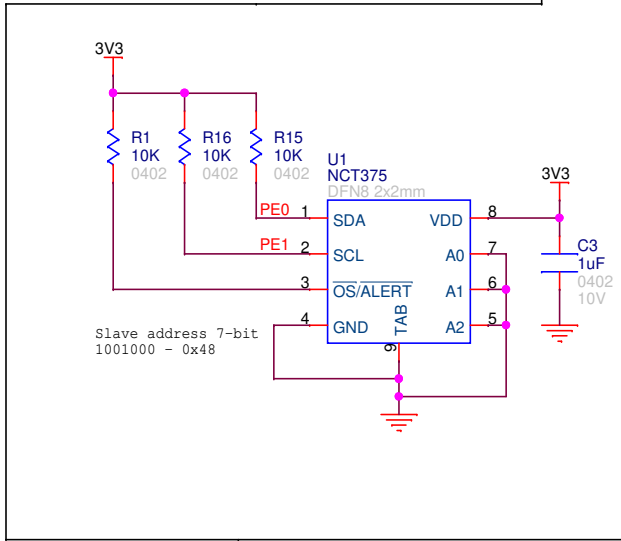 3V3
R1
10K
0402
R16
10K
0402
R15
10K
0402
U1
NCT375
DFN8 2x2mm
3V3
PE0 1 SDA VDD 8
PE1 2 SCL A0 7
3 OS/ALERT A1 6
4 GND TAB A2 5
9
C3
1uF
0402
10V
Slave address 7-bit
1001000 - 0x48